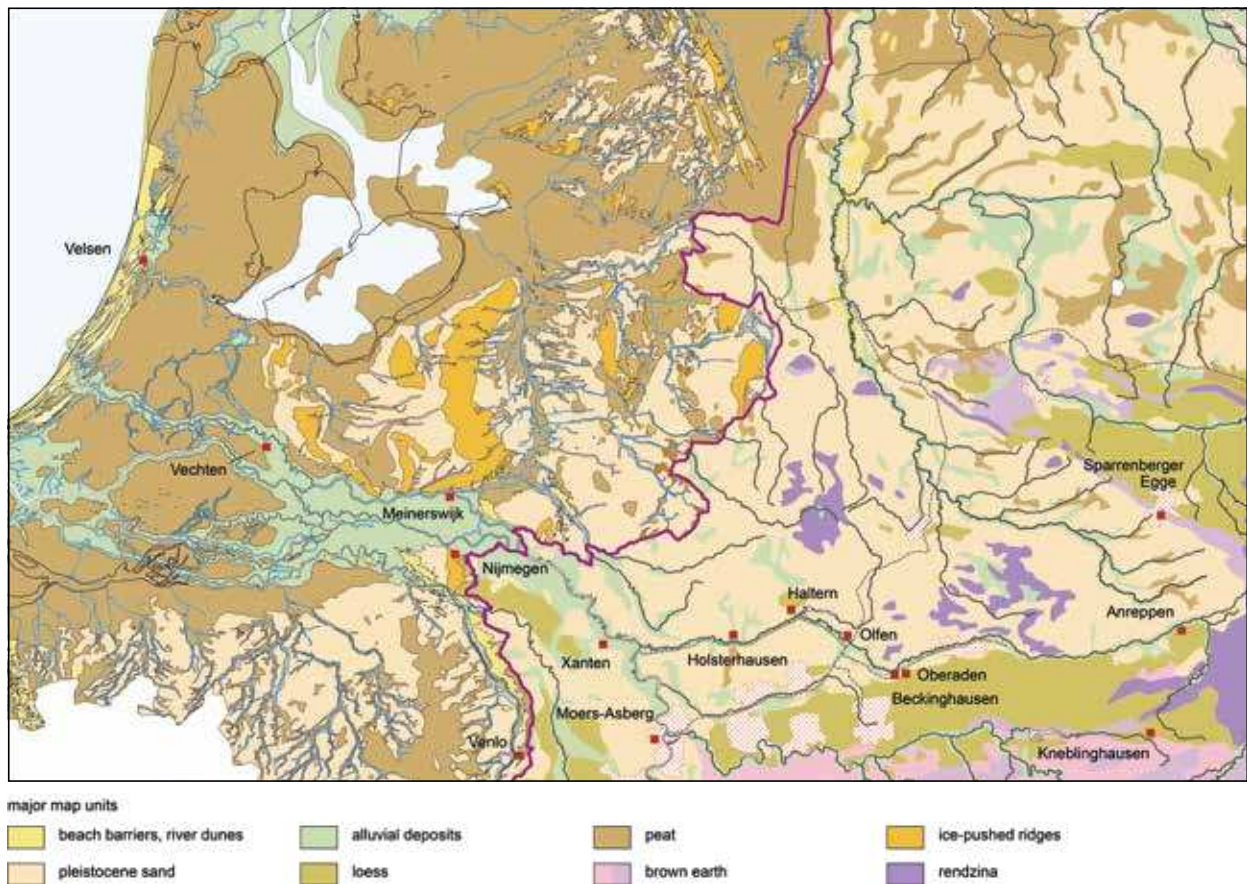 Velsen
Vechten
Meinerswijk
Nijmegen
Sparrenberger
Egge
Haltern
Anreppen
Olfen
Xanten
Holsterhausen
Oberaden
Beckinghausen
Moers-Asberg
Venlo
Kneblinghausen
major map units
beach barriers, river dunes
alluvial deposits
peat
ice-pushed ridges
pleistocene sand
loess
brown earth
rendzina